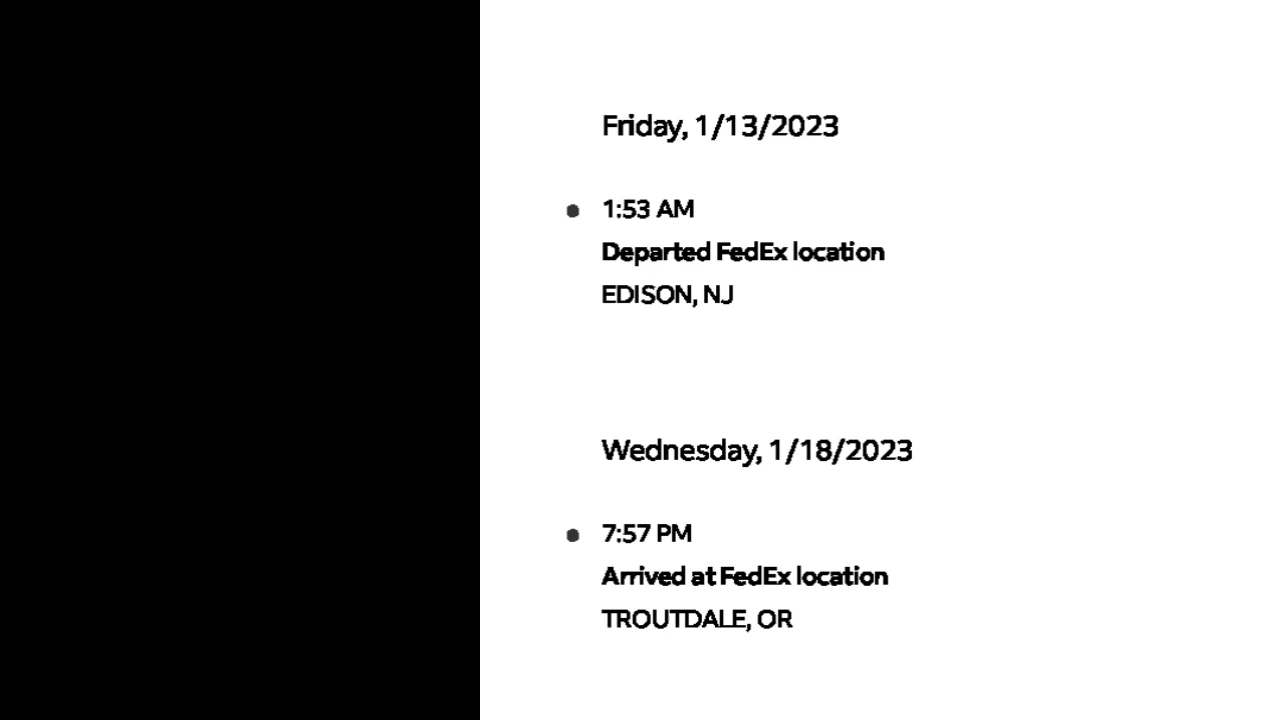 Friday, 1/13/2023
1:53 AM
Departed FedEx location
EDISON, NJ
Wednesday, 1/18/2023
7:57 PM
Arrived at FedEx location
TROUTDALE, OR